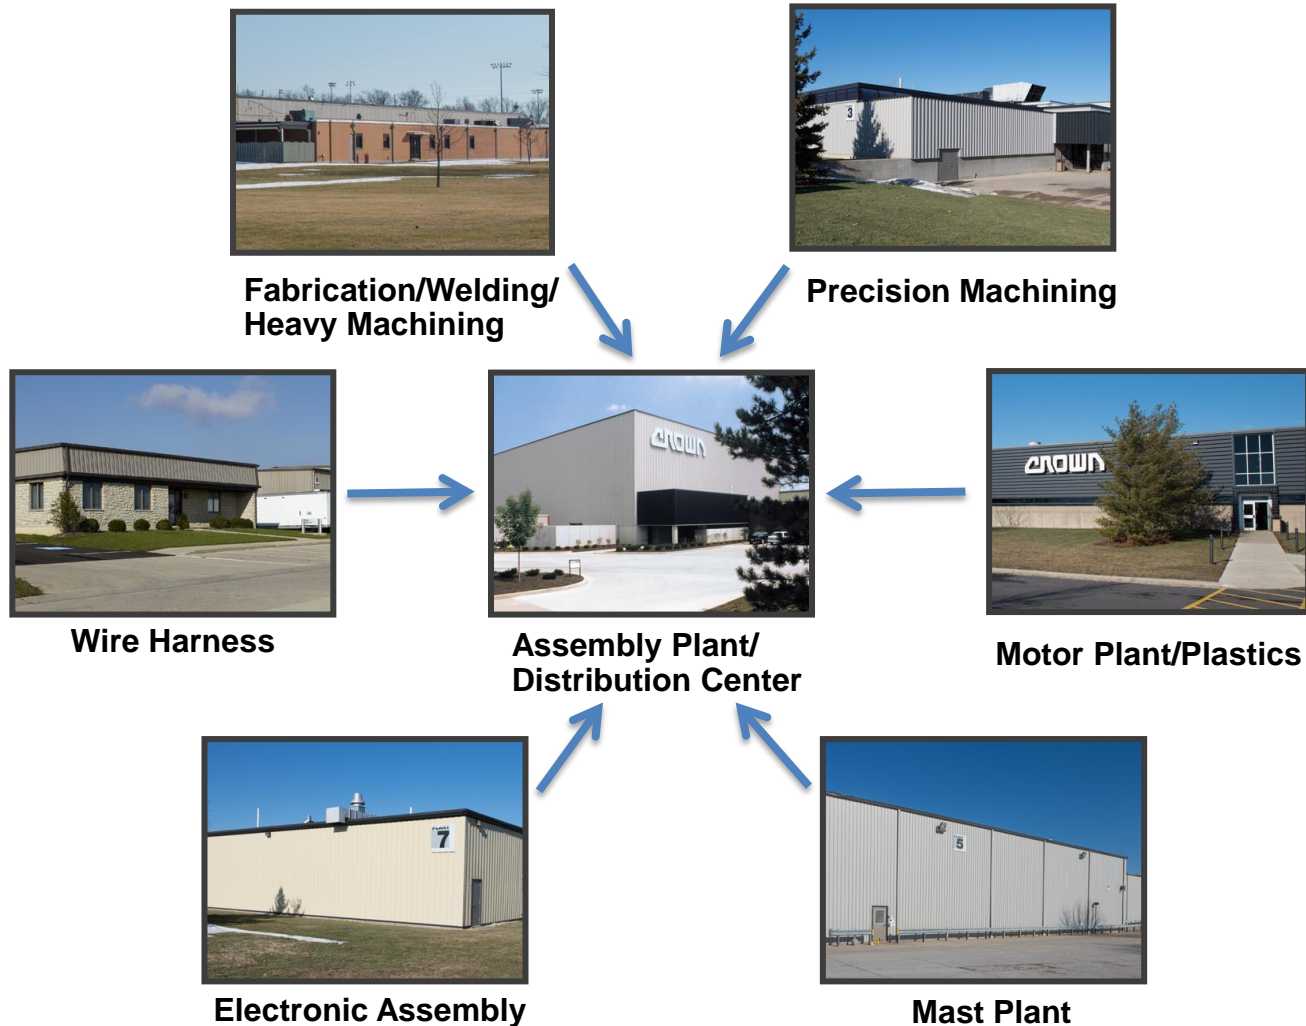 3
Fabrication/Welding/
Heavy Machining
Precision Machining
CROWN
CROWN
Wire Harness
Assembly Plant/
Distribution Center
Motor Plant/Plastics
PLANT
7
5
Electronic Assembly
Mast Plant